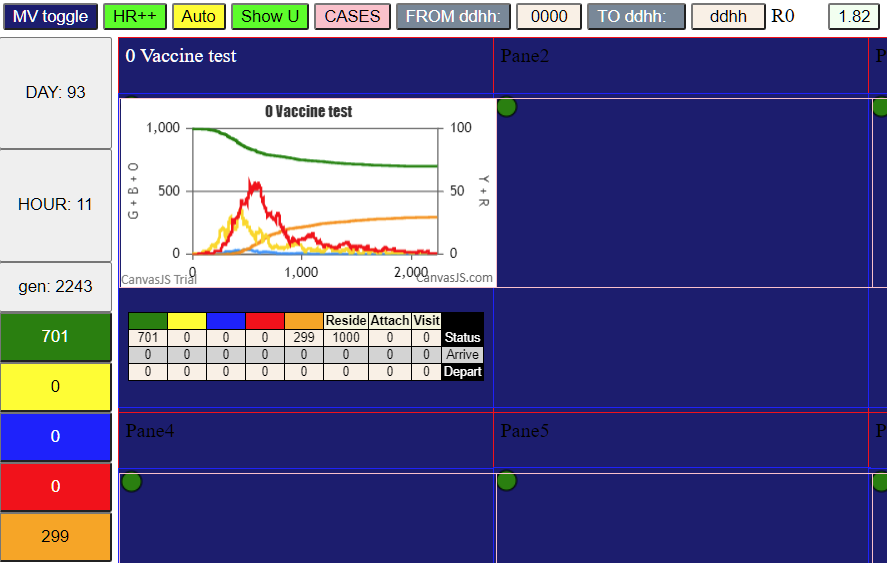 MV toggle HR++ Auto Show U CASES FROM ddhh: 0000 TO ddhh: ddhh R0 1.82
DAY: 93
HOUR: 11
gen: 2243
701
0
0
0
299
0 Vaccine test
Pane2
P
0 Vaccine test
1,000
500
0
G + B + O
100
50
0
Y + R
0 1,000 2,000
CanvasJS Trial
CanvasJS.com
Reside Attach Visit
701 0 0 0 299 1000 0 0 Status
0 0 0 0 0 0 0 0 Arrive
0 0 0 0 0 0 0 0 Depart
Pane4
Pane5
P